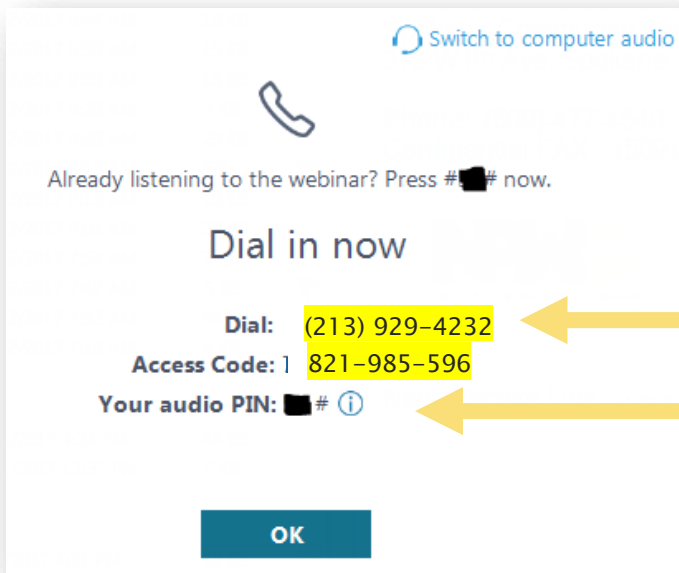 Switch to computer audio
Already listening to the webinar? Press ## now.
Dial in now
Dial: (213) 929-4232
Access Code: 821-985-596
Your audio PIN: #
OK